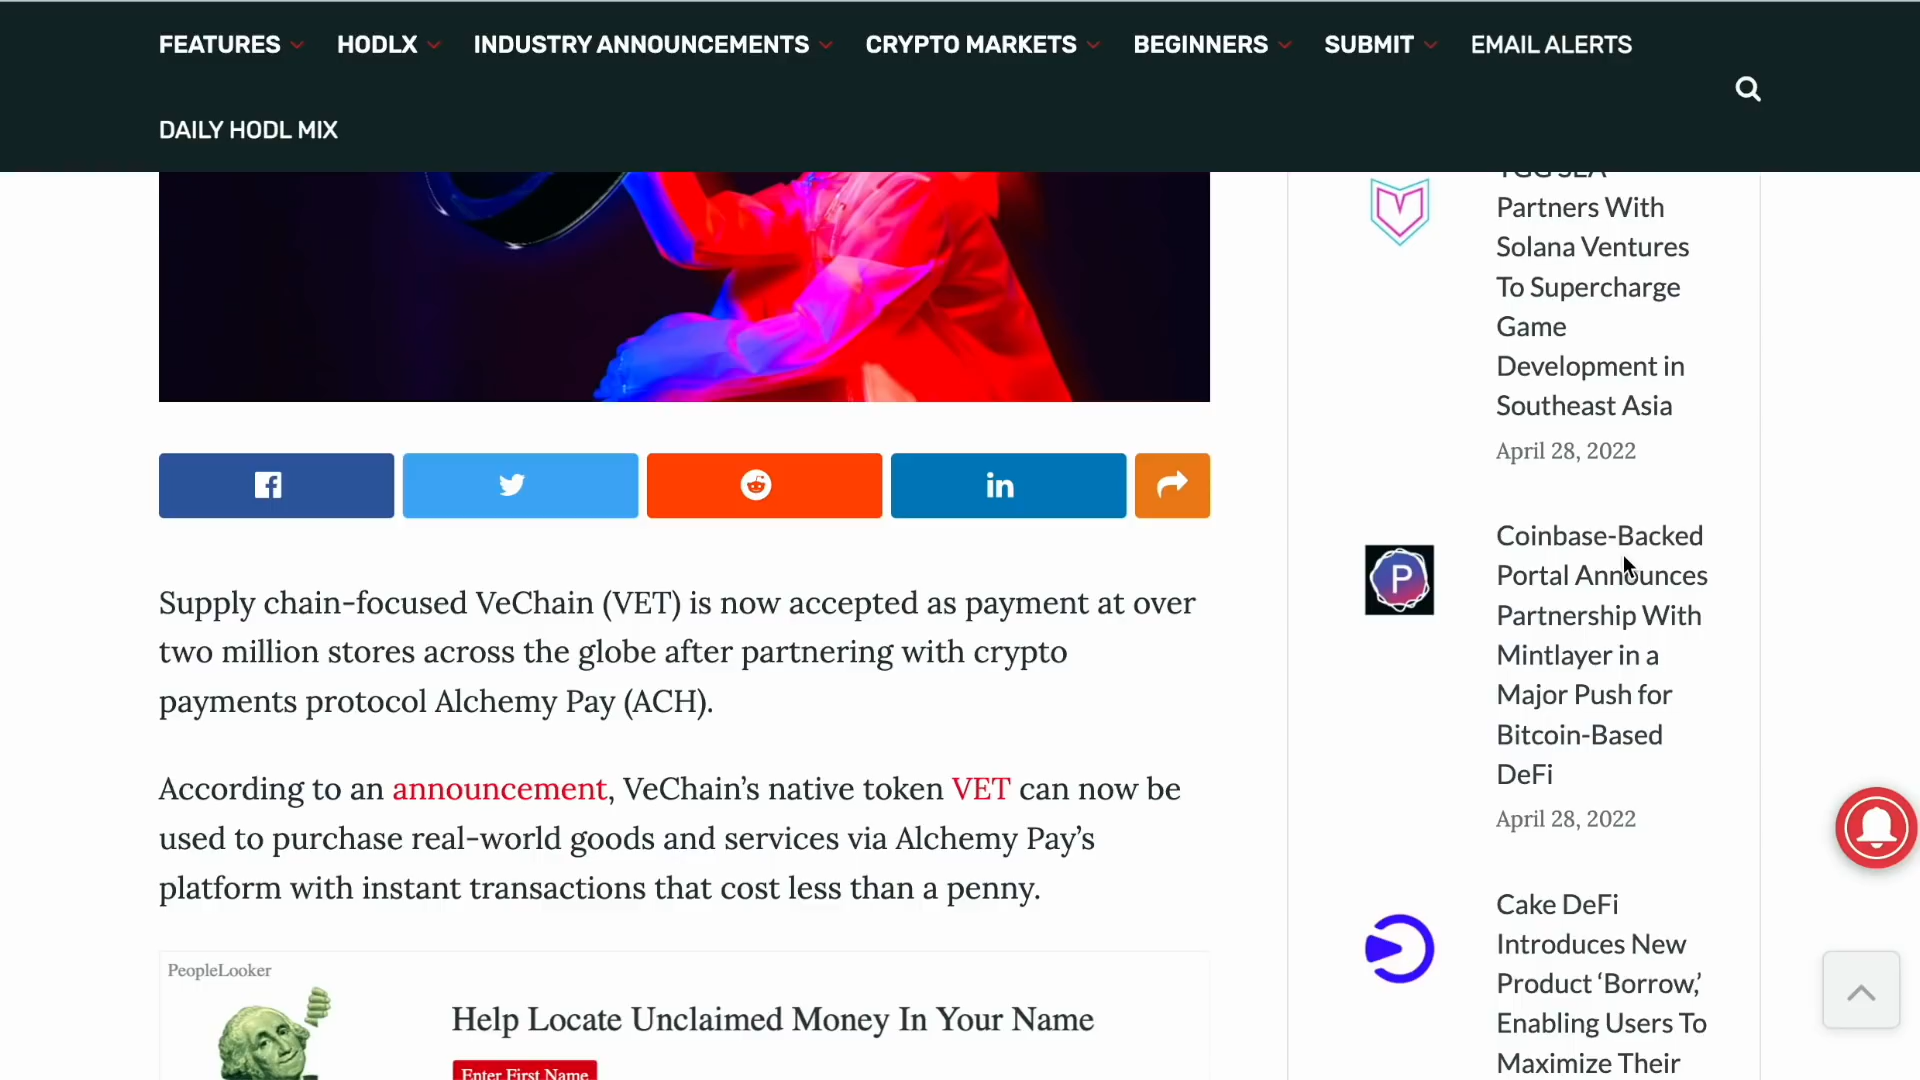 FEATURES HODLX INDUSTRY ANNOUNCEMENTS CRYPTO MARKETS BEGINNERS SUBMIT EMAIL ALERTS
DAILY HODL MIX
Supply chain-focused VeChain (VET) is now accepted as payment at over
two million stores across the globe after partnering with crypto
payments protocol Alchemy Pay (ACH).
According to an announcement, VeChain’s native token VET can now be
used to purchase real-world goods and services via Alchemy Pay’s
platform with instant transactions that cost less than a penny.
PeopleLooker
Help Locate Unclaimed Money In Your Name
Enter First Name
YGG SEA
Partners With
Solana Ventures
To Supercharge
Game
Development in
Southeast Asia
April 28, 2022
P
Coinbase-Backed
Portal Announces
Partnership With
Mintlayer in a
Major Push for
Bitcoin-Based
DeFi
April 28, 2022
Cake DeFi
Introduces New
Product ‘Borrow,’
Enabling Users To
Maximize Their